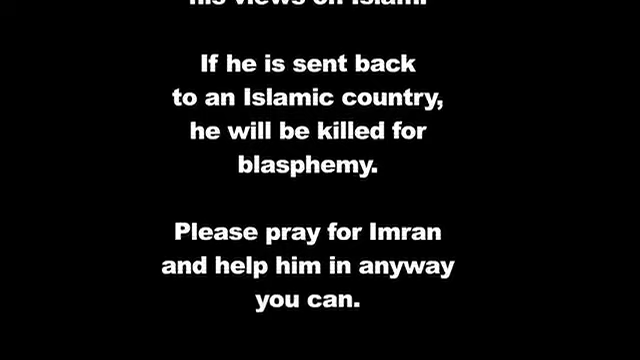 his views on Islam.
If he is sent back
to an Islamic country,
he will be killed for
blasphemy.
Please pray for Imran
and help him in anyway
you can.